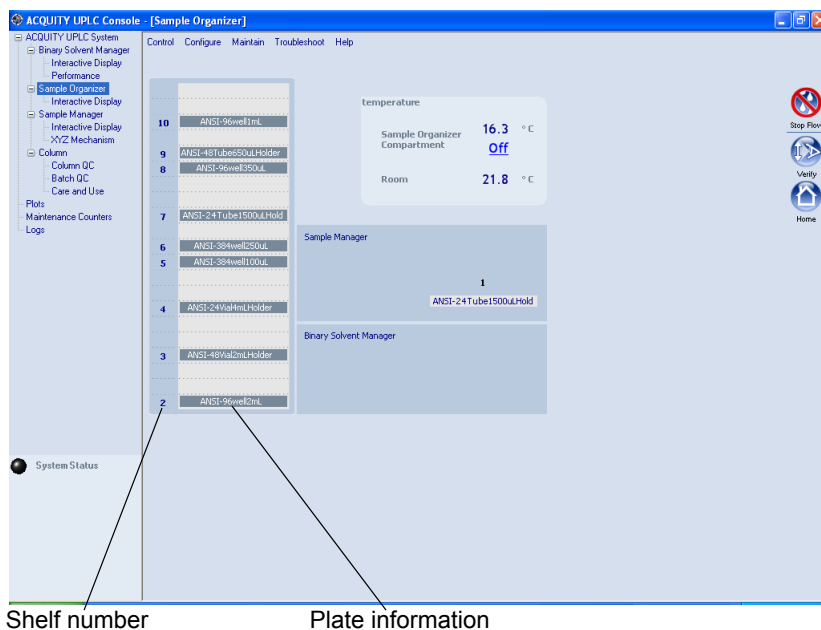 ACQUITY UPLC Console - [Sample Organizer]
ACQUITY UPLC System
Binary Solvent Manager
Interactive Display
Performance
Sample Organizer
Interactive Display
Sample Manager
Interactive Display
XYZ Mechanism
Column
Column QC
Batch QC
Care and Use
Plots
Maintenance Counters
Logs
System Status
Control Configure Maintain Troubleshoot Help
10 ANSI-96well1mL
9 ANSI-48Tube650uLHolder
8 ANSI-96well350uL
7 ANSI-24Tube1500uLHold
6 ANSI-384well250uL
5 ANSI-384well100uL
4 ANSI-24Vial4mLHolder
3 ANSI-48Vial2mLHolder
2 ANSI-96well2mL
temperature
Sample Organizer 16.3 °C
Compartment Off
Room 21.8 °C
Sample Manager
1
ANSI-24Tube1500uLHold
Binary Solvent Manager
Stop Flow
Verify
Home
Shelf number Plate information